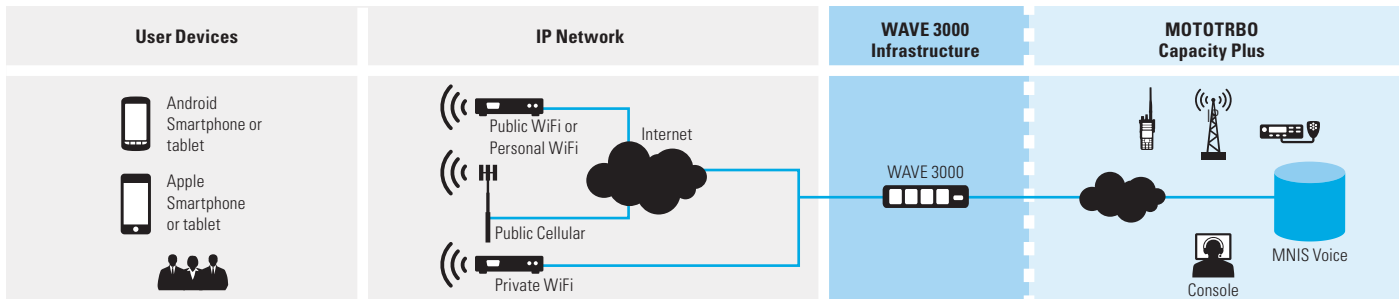 User Devices
IP Network
WAVE 3000
Infrastructure
MOTOTRBO
Capacity Plus
Android
Smartphone or
tablet
Apple
Smartphone
or tablet
Public WiFi or
Personal WiFi
Internet
Public Cellular
Private WiFi
WAVE 3000
Console
MNIS Voice